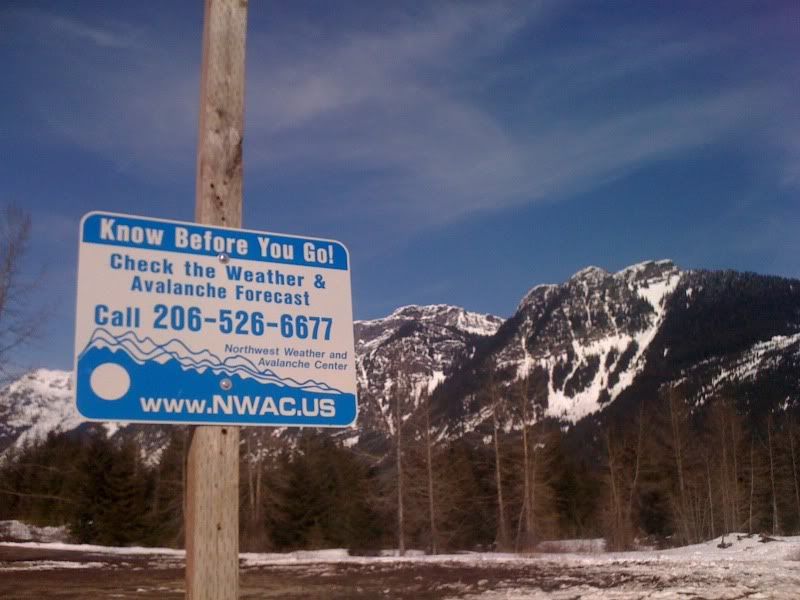 Know Before You Go!
Check the Weather &
Avalanche Forecast
Call 206-526-6677
Northwest Weather and
Avalanche Center
www.NWAC.US